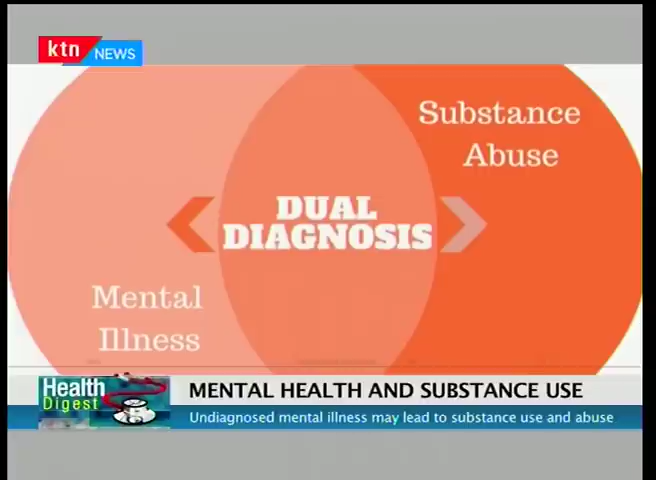 ktn NEWS
Substance
Abuse
DUAL
DIAGNOSIS
Mental
Illness
Health
Digest
MENTAL HEALTH AND SUBSTANCE USE
Undiagnosed mental illness may lead to substance use and abuse